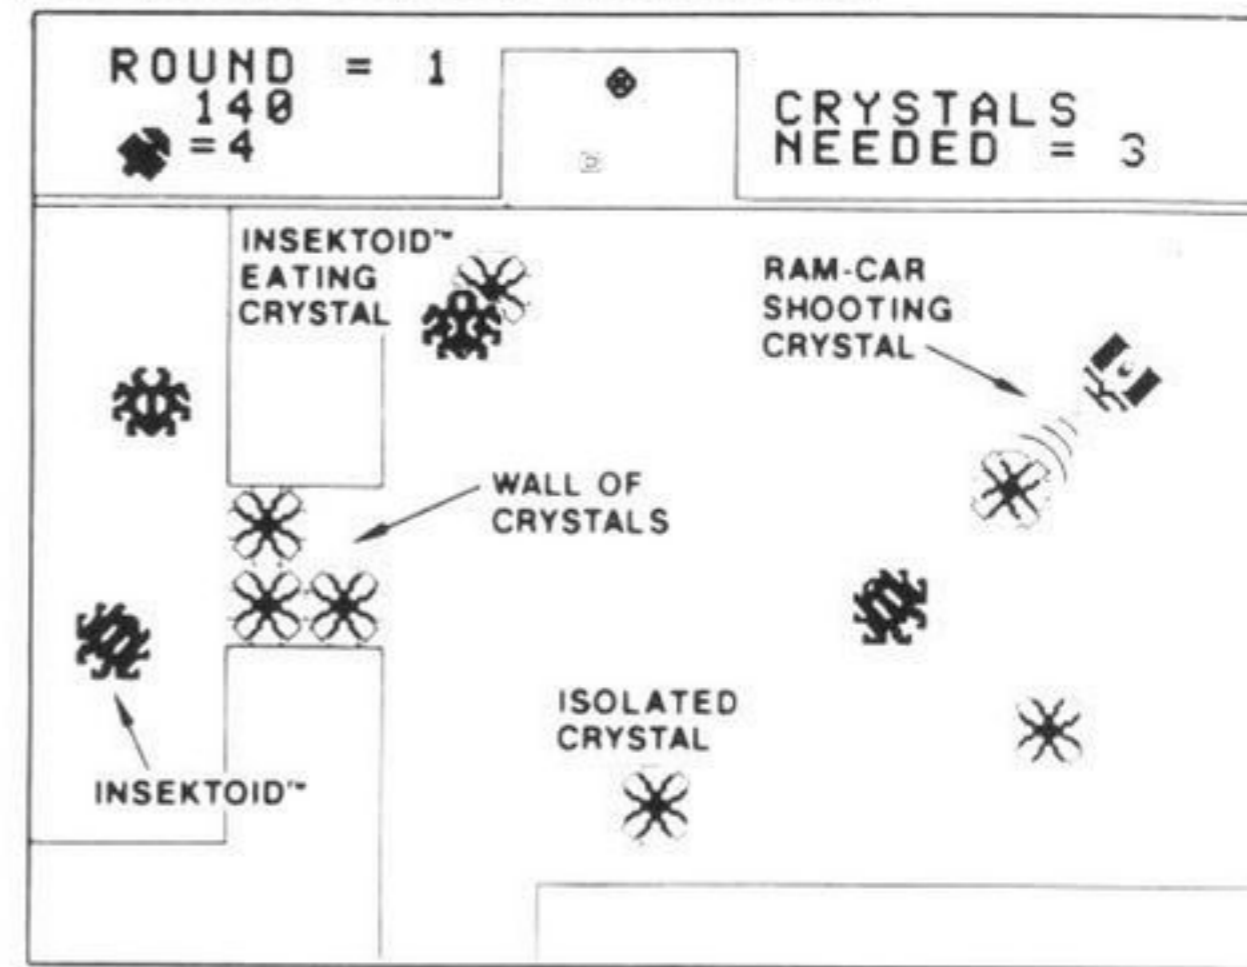 ROUND = 1
140
=4
CRYSTALS
NEEDED = 3
INSEKTOID™
EATING
CRYSTAL
RAM-CAR
SHOOTING
CRYSTAL
WALL OF
CRYSTALS
ISOLATED
CRYSTAL
INSEKTOID™